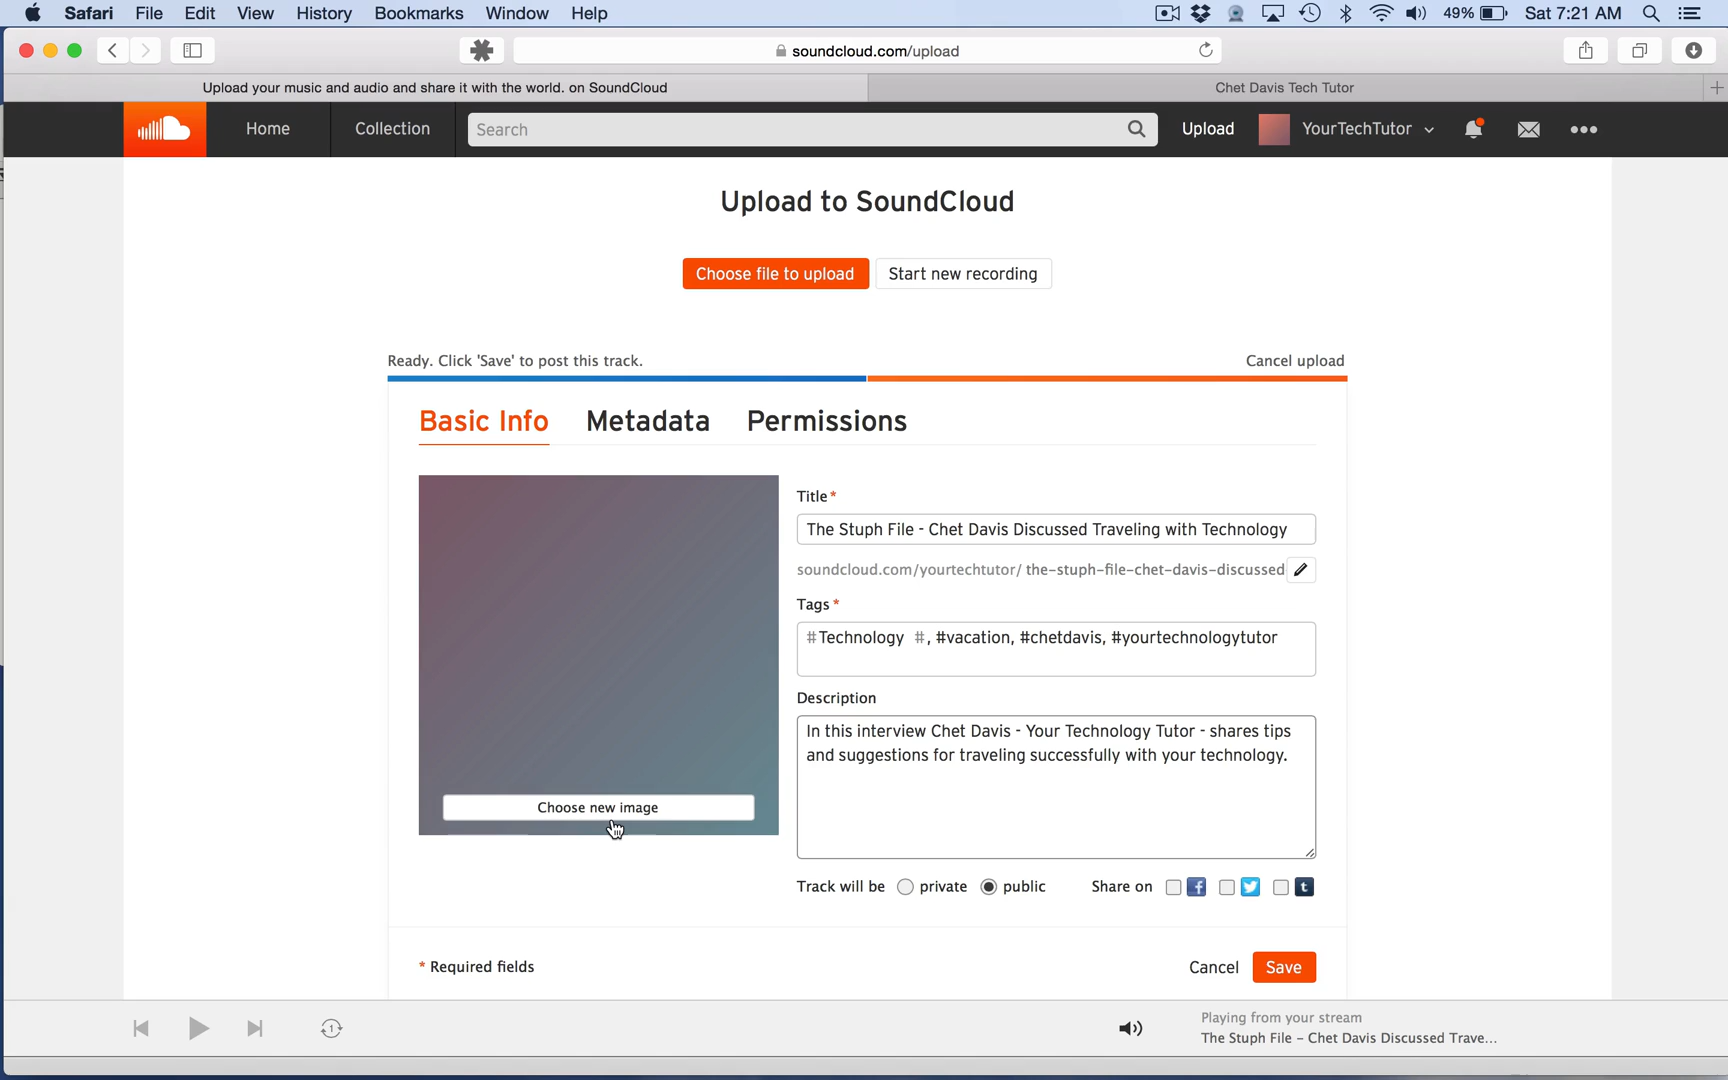 Safari File Edit View History Bookmarks Window Help 49% Sat 7:21 AM
soundcloud.com/upload
Upload your music and audio and share it with the world. on SoundCloud Chet Davis Tech Tutor
Home Collection Search Upload YourTechTutor
Upload to SoundCloud
Choose file to upload Start new recording
Ready. Click 'Save' to post this track. Cancel upload
Basic Info Metadata Permissions
Title*
The Stuph File - Chet Davis Discussed Traveling with Technology
soundcloud.com/yourtechtutor/ the-stuph-file-chet-davis-discussed
Tags *
#Technology #, #vacation, #chetdavis, #yourtechnologytutor
Description
In this interview Chet Davis - Your Technology Tutor - shares tips
and suggestions for traveling successfully with your technology.
Choose new image
Track will be private public Share on f t
* Required fields Cancel Save
1
Playing from your stream
The Stuph File - Chet Davis Discussed Trave...